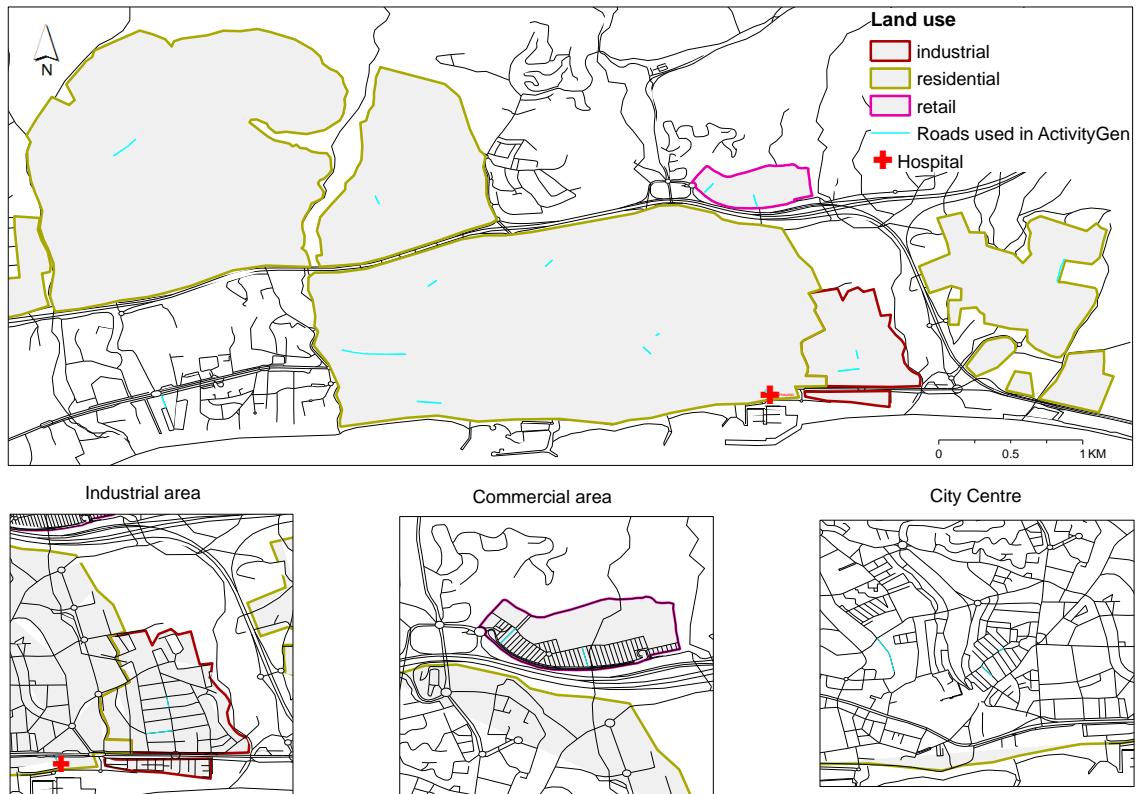 Land use
N
industrial
residential
retail
Roads used in ActivityGen
Hospital
0 0.5 1 KM
Industrial area
Commercial area
City Centre